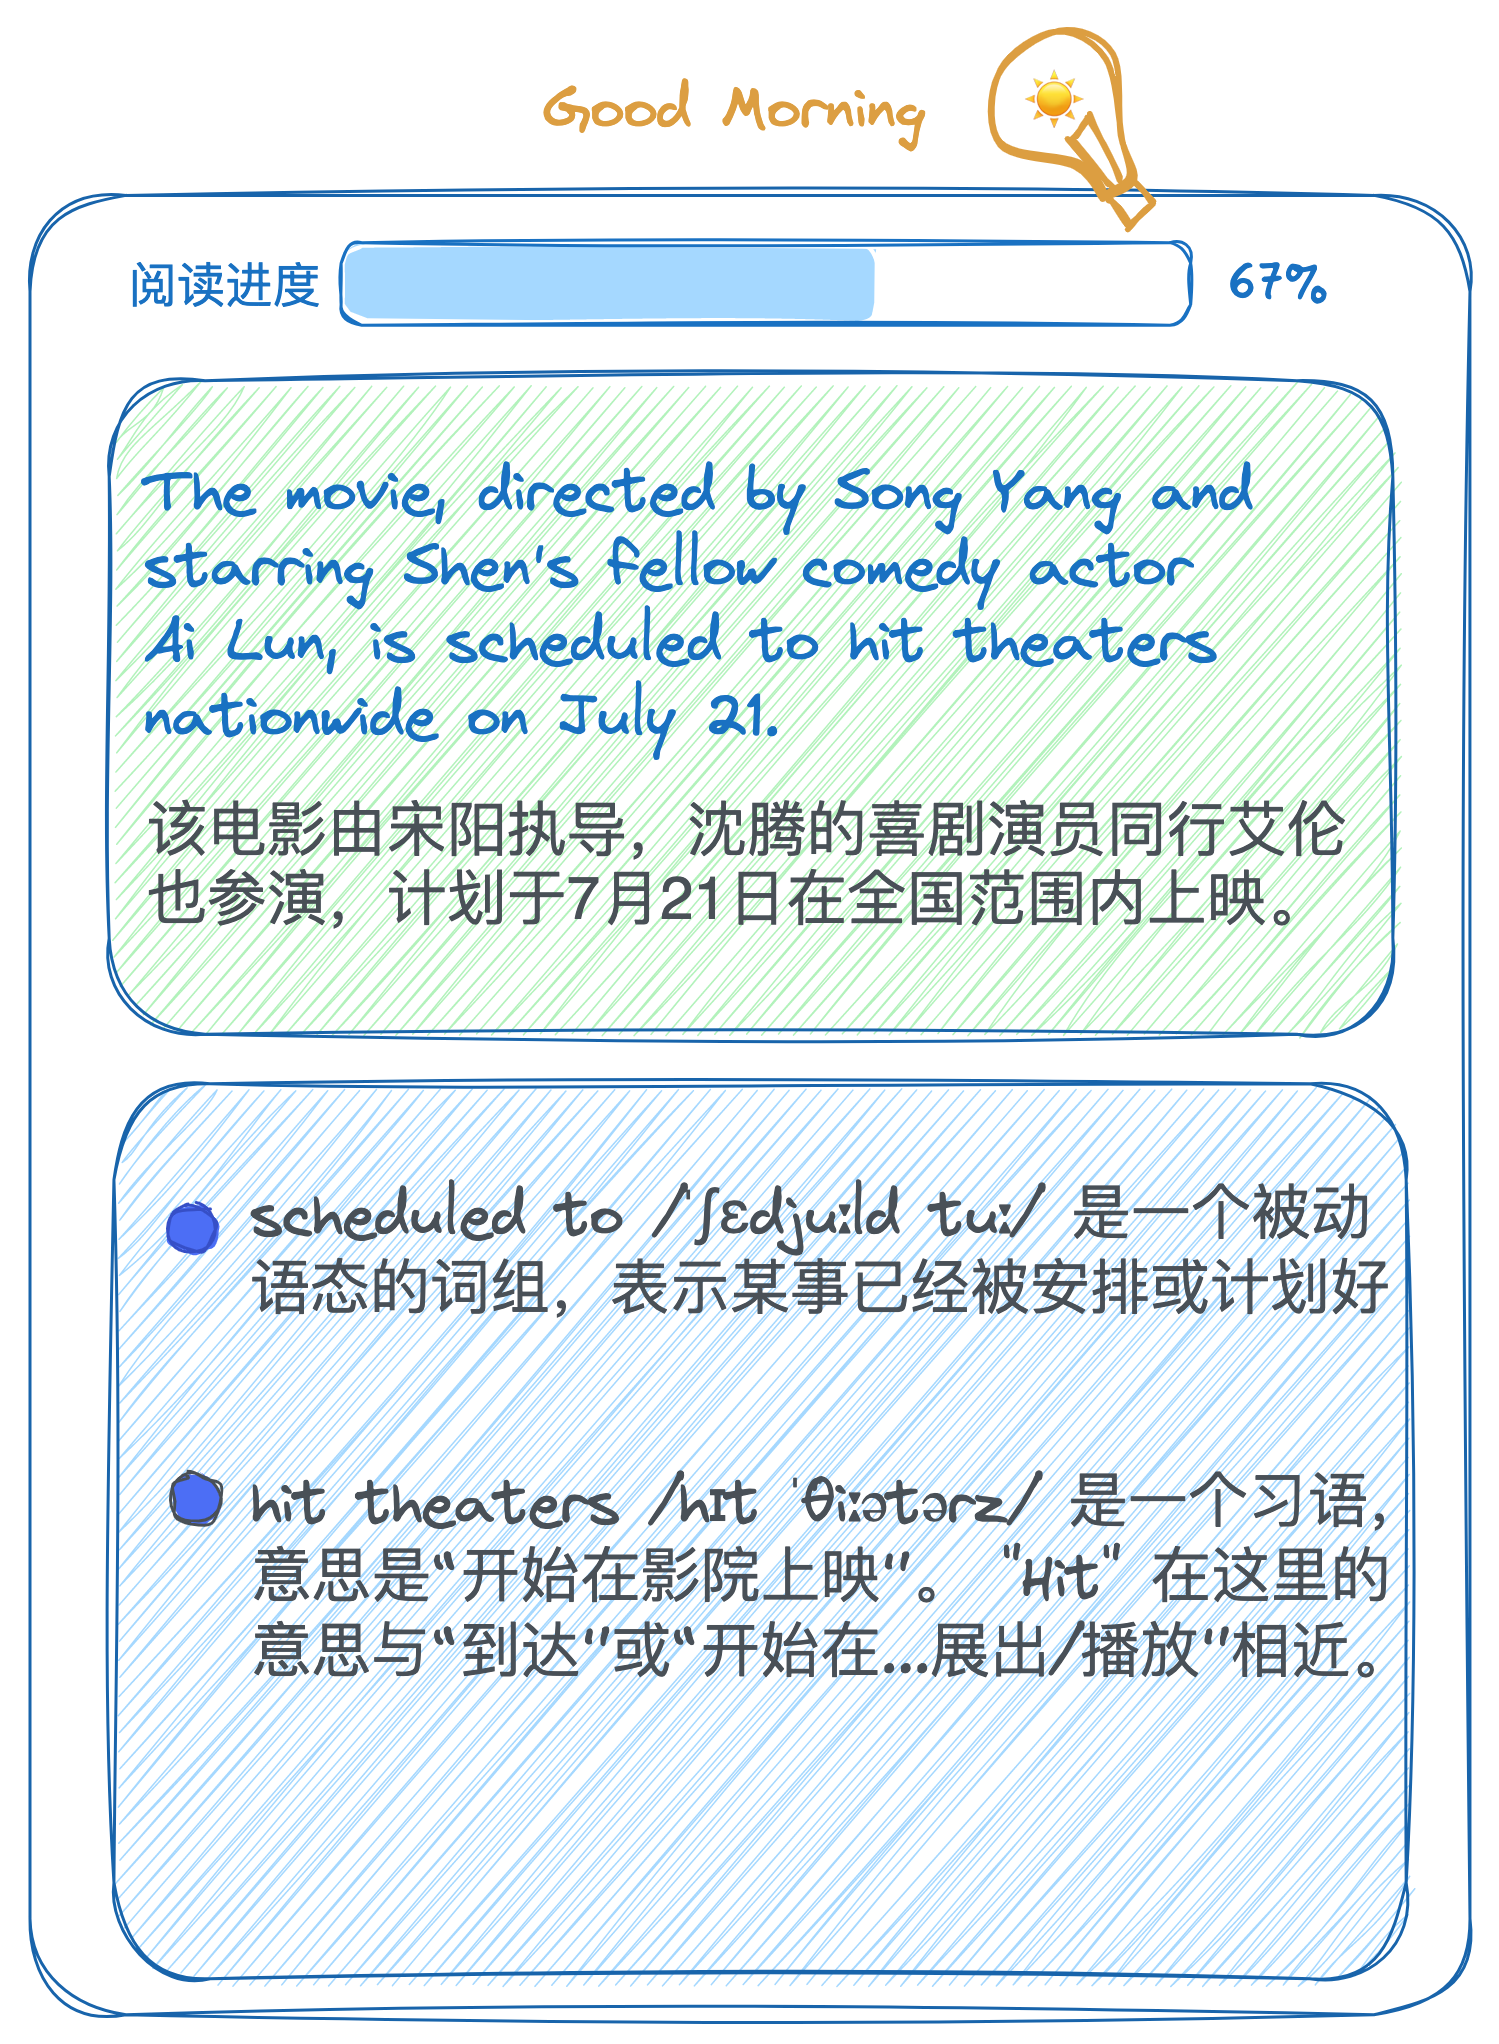 Good Morning
阅读进度 67%
The movie, directed by Song Yang and
starring Shen's fellow comedy actor
Ai Lun, is scheduled to hit theaters
nationwide on July 21.
该电影由宋阳执导，沈腾的喜剧演员同行艾伦
也参演，计划于7月21日在全国范围内上映。
scheduled to /ˈʃɛdjuːld tuː/ 是一个被动
语态的词组，表示某事已经被安排或计划好
hit theaters /hɪt ˈθiːətərz/ 是一个习语，
意思是“开始在影院上映”。"Hit" 在这里的
意思与“到达”或“开始在...展出/播放”相近。